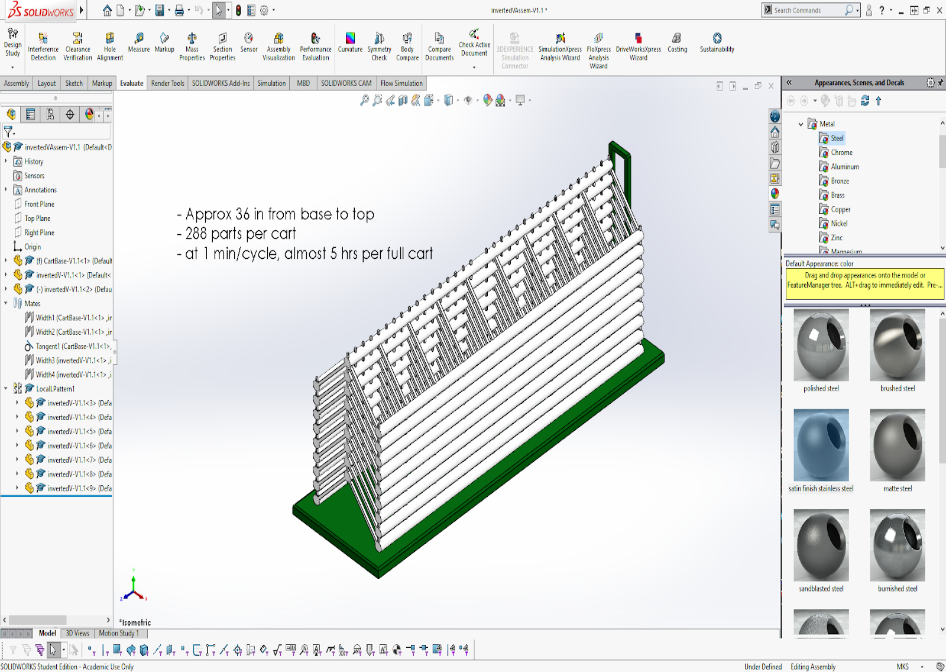 SOLIDWORKS
invertedVAssem-V1.1 *
Search Commands
Design Study
Interference Detection
Clearance Verification
Hole Alignment
Measure
Markup
Mass Properties
Section Properties
Sensor
Assembly Visualization
Performance Evaluation
Curvature
Symmetry Check
Body Compare
Compare Documents
Check Active Document
3DEXPERIENCE Simulation Connector
SimulationXpress Analysis Wizard
FloXpress Analysis Wizard
DriveWorksXpress Wizard
Costing
Sustainability
Assembly Layout Sketch Markup Evaluate Render Tools SOLIDWORKS Add-Ins Simulation MBD SOLIDWORKS CAM Flow Simulation
invertedVAssem-V1.1 (Default<D
History
Sensors
Annotations
Front Plane
Top Plane
Right Plane
Origin
(f) CartBase-V1.1<1> (Default
invertedV-V1.1<1> (Default<
(-) invertedV-V1.1<2> (Defau
Mates
Width1 (CartBase-V1.1<1> ,ir
Width2 (CartBase-V1.1<1> ,ir
Tangent1 (CartBase-V1.1<1>,
Width3 (invertedV-V1.1<1> ,i
Width4 (invertedV-V1.1<1> ,i
LocalLPattern1
invertedV-V1.1<3> (Defa
invertedV-V1.1<4> (Defa
invertedV-V1.1<5> (Defa
invertedV-V1.1<6> (Defa
invertedV-V1.1<7> (Defa
invertedV-V1.1<8> (Defa
invertedV-V1.1<9> (Defa
- Approx 36 in from base to top
- 288 parts per cart
- at 1 min/cycle, almost 5 hrs per full cart
*Isometric
Appearances, Scenes, and Decals
Metal
Steel
Chrome
Aluminum
Bronze
Brass
Copper
Nickel
Zinc
Magnesium
Default Appearance: color
Drag and drop appearances onto the model or
FeatureManager tree. ALT+drag to immediately edit. Pre-...
polished steel
brushed steel
satin finish stainless steel
matte steel
sandblasted steel
burnished steel
Model 3D Views Motion Study 1
SOLIDWORKS Student Edition - Academic Use Only
Under Defined Editing Assembly MKS